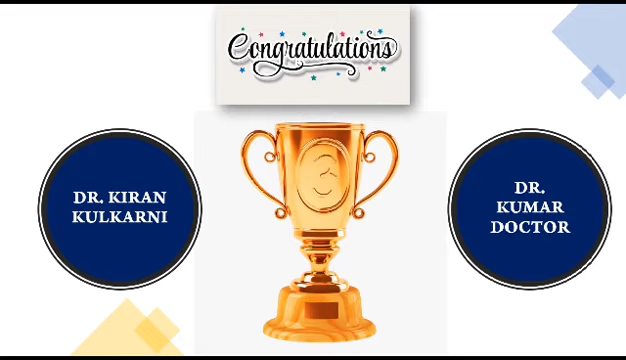 Congratulations
DR. KIRAN
KULKARNI
3
DR.
KUMAR
DOCTOR